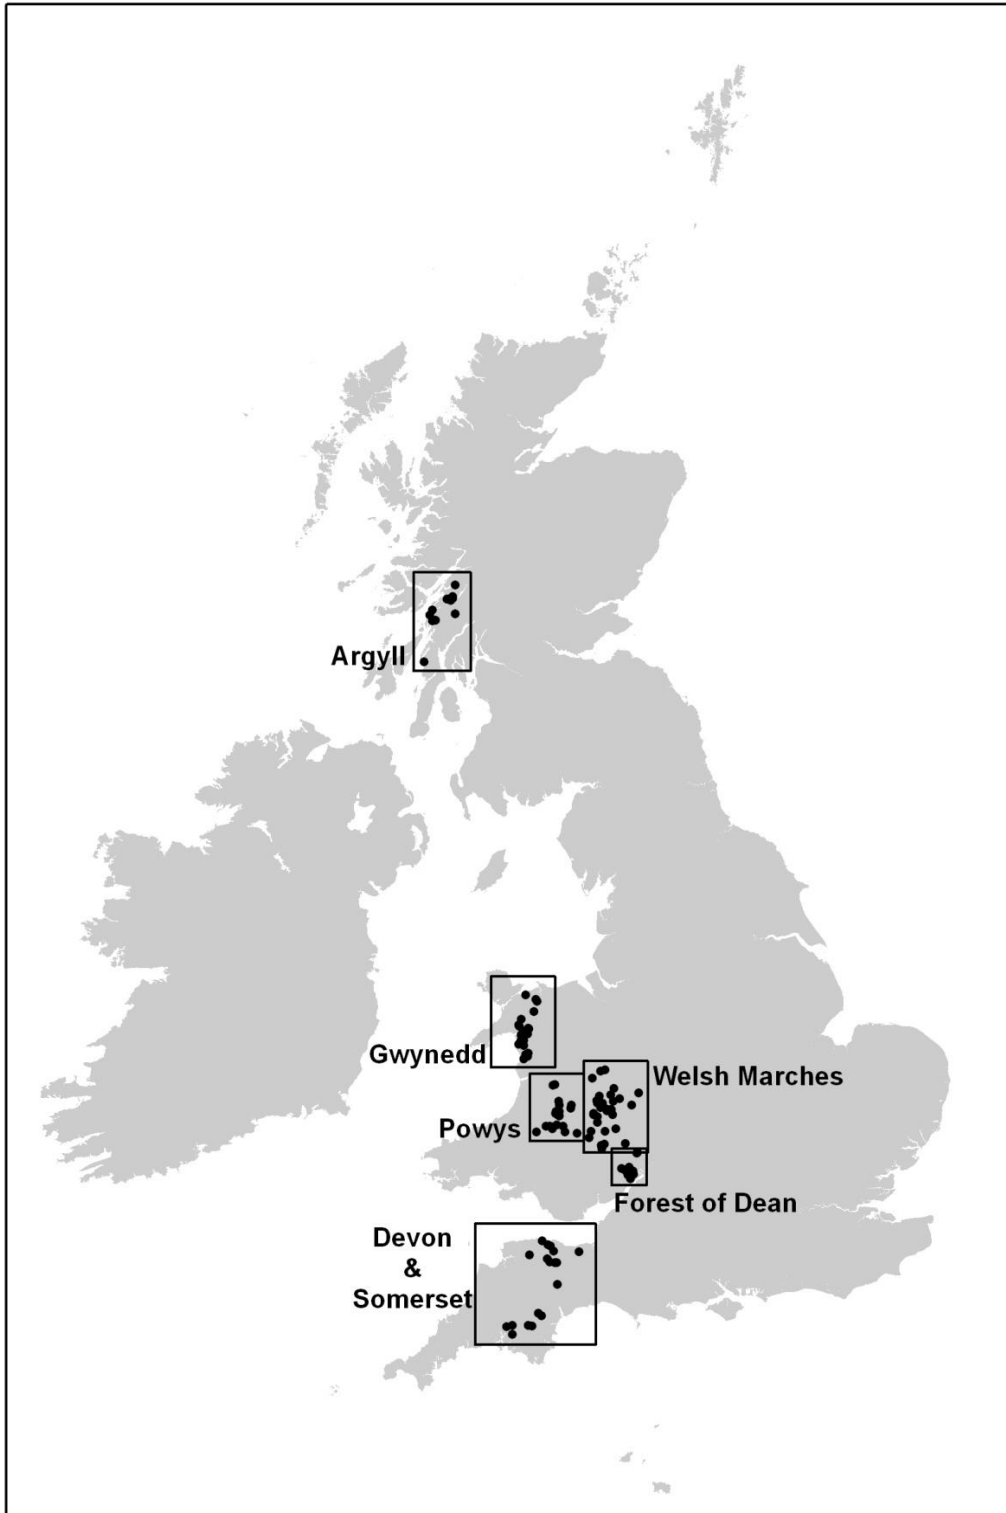 Argyll
Gwynedd
Welsh Marches
Powys
Forest of Dean
Devon
&
Somerset